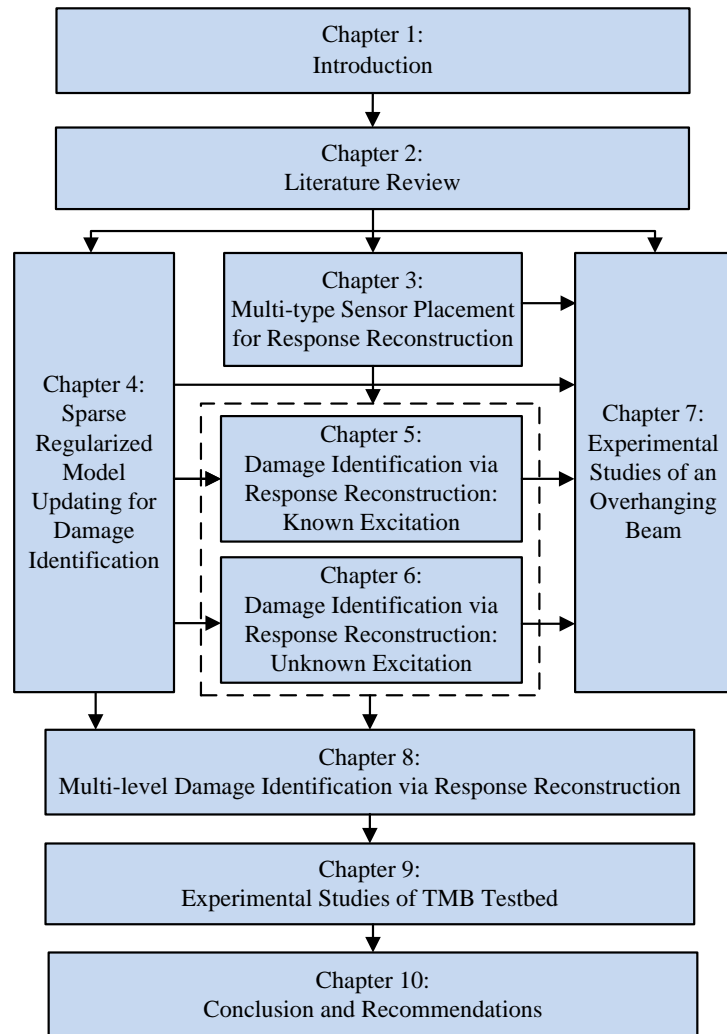 Chapter 1:
Introduction
Chapter 2:
Literature Review
Chapter 3:
Multi-type Sensor Placement
for Response Reconstruction
Chapter 4:
Sparse
Regularized
Model
Updating for
Damage
Identification
Chapter 5:
Damage Identification via
Response Reconstruction:
Known Excitation
Chapter 6:
Damage Identification via
Response Reconstruction:
Unknown Excitation
Chapter 7:
Experimental
Studies of an
Overhanging
Beam
Chapter 8:
Multi-level Damage Identification via Response Reconstruction
Chapter 9:
Experimental Studies of TMB Testbed
Chapter 10:
Conclusion and Recommendations